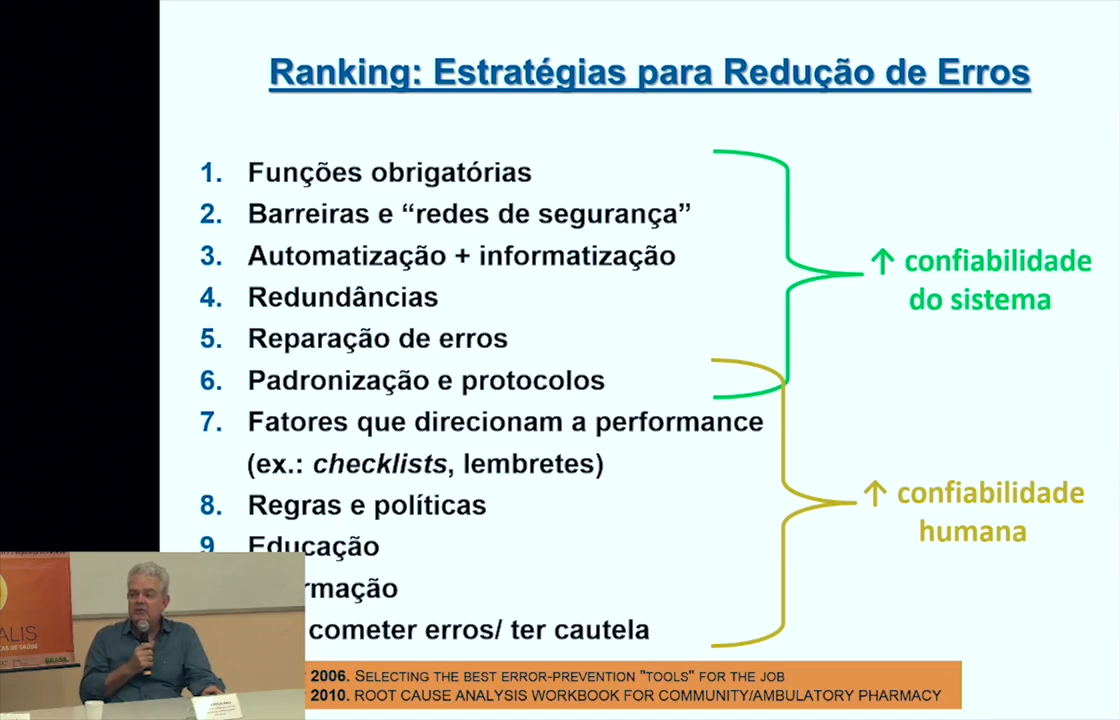 Ranking: Estratégias para Redução de Erros
1. Funções obrigatórias
2. Barreiras e “redes de segurança”
3. Automatização + informatização
4. Redundâncias
5. Reparação de erros
6. Padronização e protocolos
7. Fatores que direcionam a performance
(ex.: checklists, lembretes)
8. Regras e políticas
9 Educação
rmação
cometer erros/ ter cautela
↑ confiabilidade
do sistema
↑ confiabilidade
humana
2006. SELECTING THE BEST ERROR-PREVENTION "TOOLS" FOR THE JOB
2010. ROOT CAUSE ANALYSIS WORKBOOK FOR COMMUNITY/AMBULATORY PHARMACY
ALIS
BRASIL